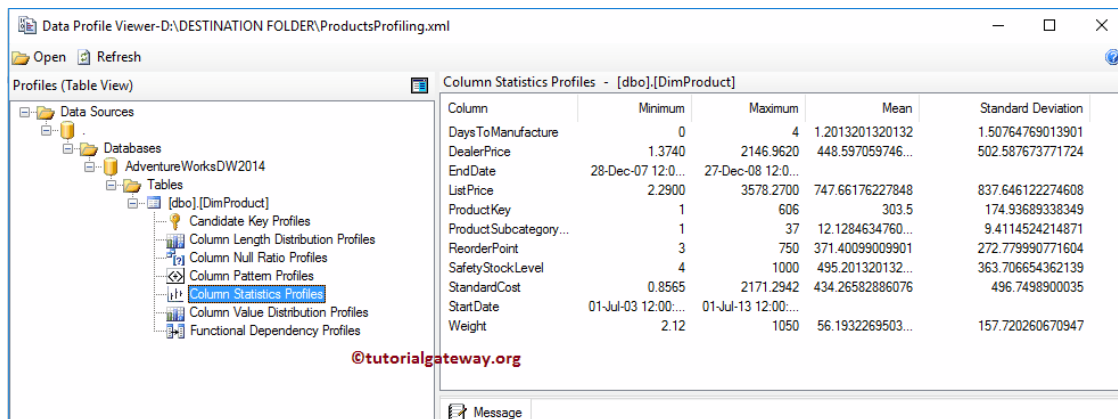 Data Profile Viewer-D:\DESTINATION FOLDER\ProductsProfiling.xml
Open Refresh
Profiles (Table View)
Data Sources
.
Databases
AdventureWorksDW2014
Tables
[dbo].[DimProduct]
Candidate Key Profiles
Column Length Distribution Profiles
Column Null Ratio Profiles
Column Pattern Profiles
Column Statistics Profiles
Column Value Distribution Profiles
Functional Dependency Profiles
Column Statistics Profiles - [dbo].[DimProduct]
Column Minimum Maximum Mean Standard Deviation
DaysToManufacture 0 4 1.2013201320132 1.50764769013901
DealerPrice 1.3740 2146.9620 448.597059746... 502.587673771724
EndDate 28-Dec-07 12:0... 27-Dec-08 12:0...
ListPrice 2.2900 3578.2700 747.66176227848 837.646122274608
ProductKey 1 606 303.5 174.93689338349
ProductSubcategory... 1 37 12.1284634760... 9.4114524214871
ReorderPoint 3 750 371.40099009901 272.779990771604
SafetyStockLevel 4 1000 495.201320132... 363.706654362139
StandardCost 0.8565 2171.2942 434.26582886076 496.7498900035
StartDate 01-Jul-03 12:00:... 01-Jul-13 12:00:...
Weight 2.12 1050 56.1932269503... 157.720260670947
©tutorialgateway.org
Message